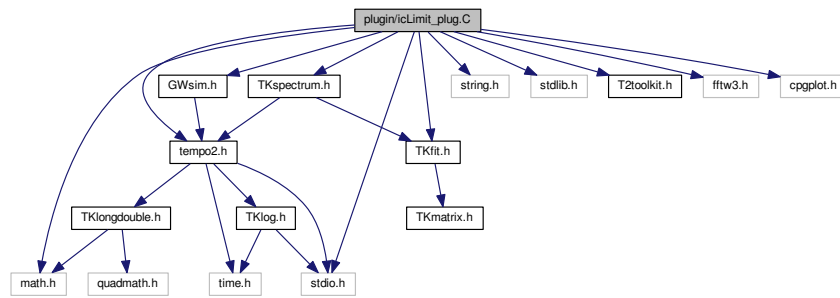 plugin/icLimit_plug.C
GWsim.h
TKspectrum.h
string.h
stdlib.h
T2toolkit.h
fftw3.h
cpgplot.h
tempo2.h
TKfit.h
TKlongdouble.h
TKlog.h
TKmatrix.h
math.h
quadmath.h
time.h
stdio.h